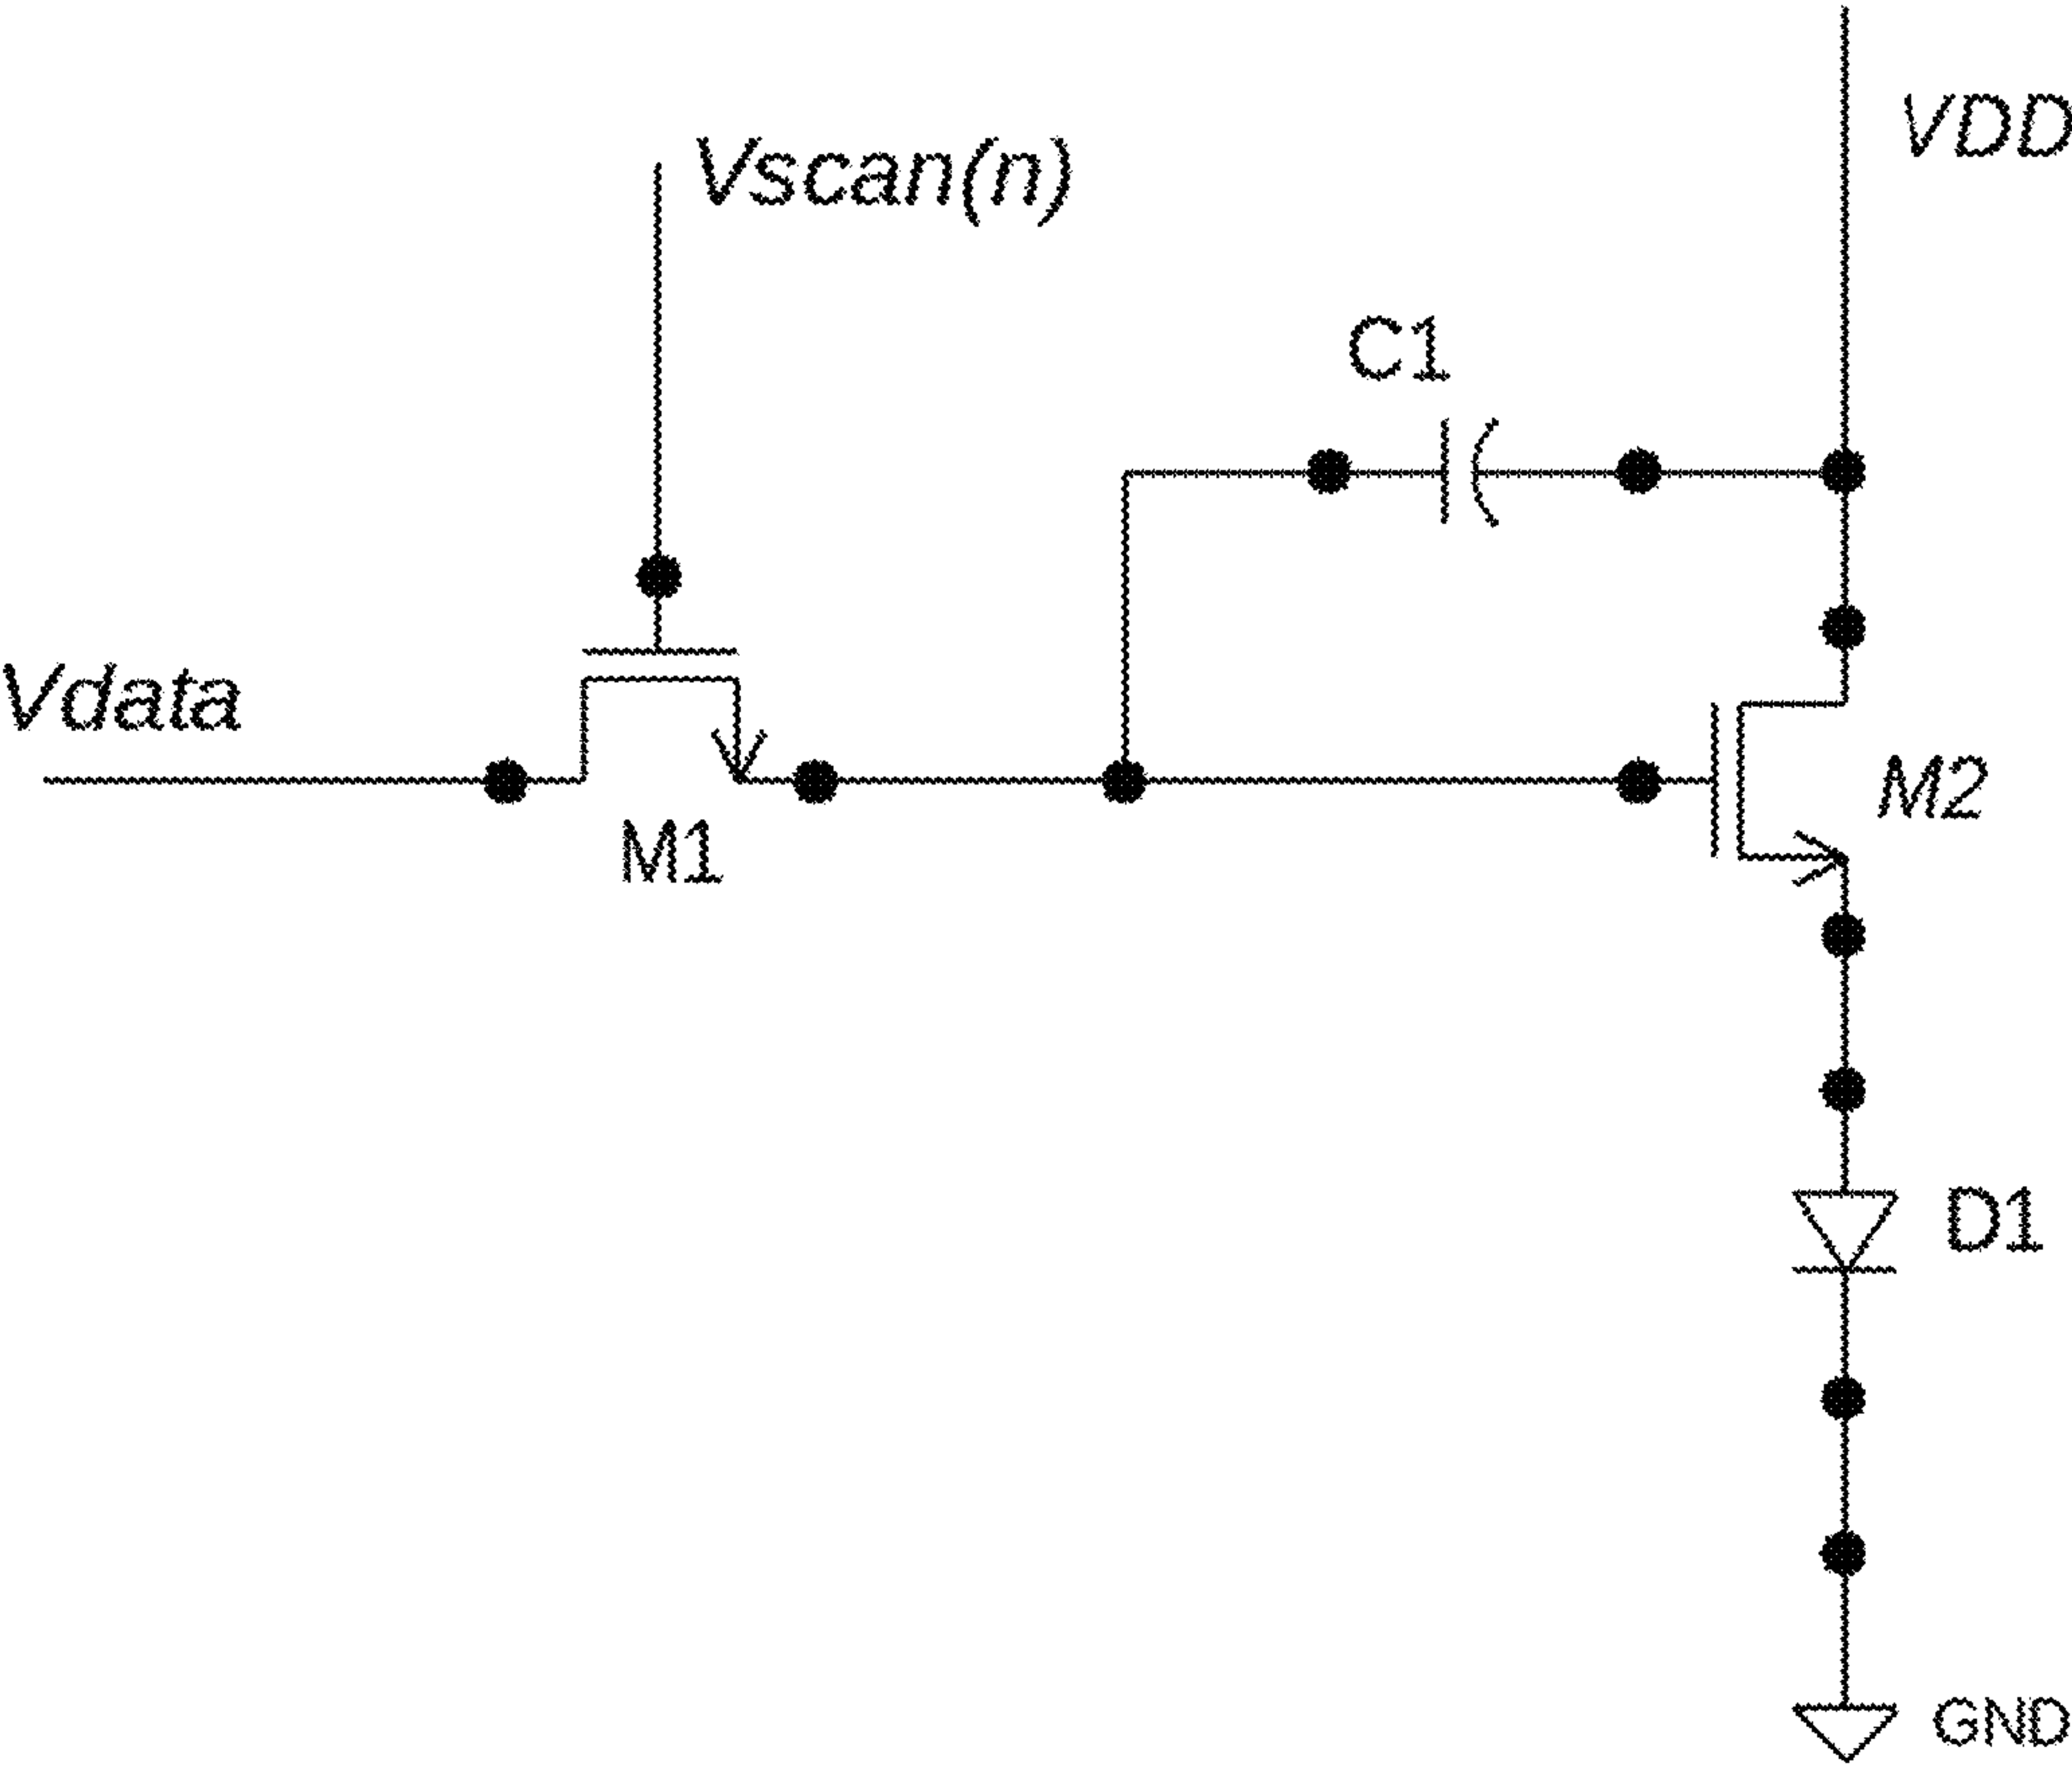 VDD
Vscan(n)
C1
Vdata
M2
M1
D1
GND